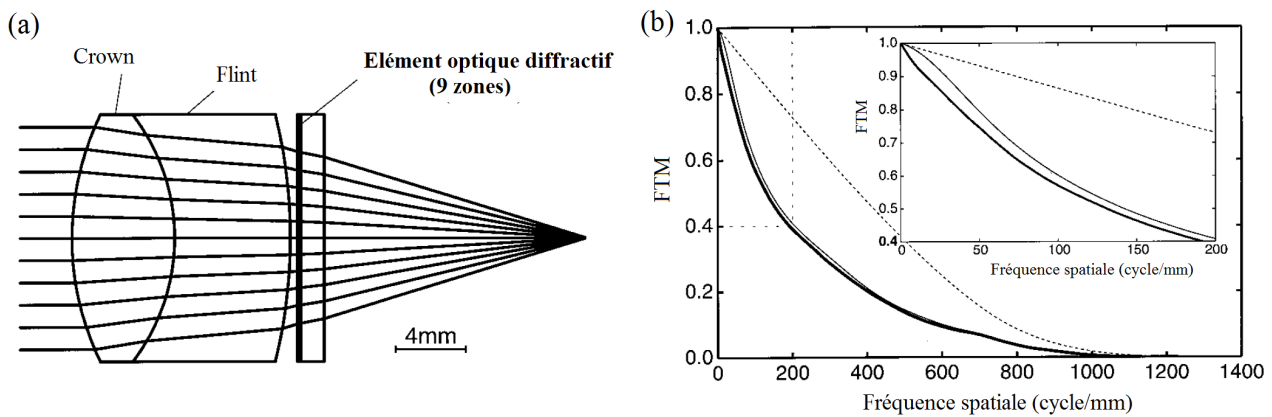 (a)
Crown
Flint
Elément optique diffractif
(9 zones)
4mm
(b)
1.0
0.8
0.6
0.4
0.2
0.0
FTM
0
200
400
600
800
1000
1200
1400
Fréquence spatiale (cycle/mm)
1.0
0.9
0.8
0.7
0.6
0.5
0.4
FTM
0
50
100
150
200
Fréquence spatiale (cycle/mm)